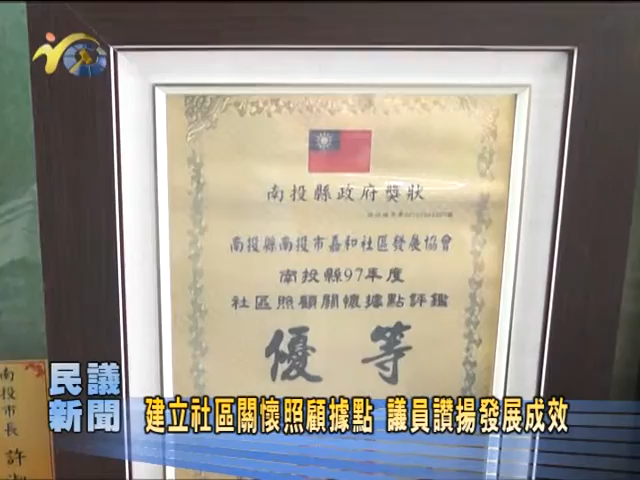 南投縣政府獎狀
南投縣南投市嘉和社區發展協會
南投縣97年度
社區照顧關懷據點評鑑
優等
南投市長 許
民議新聞
建立社區關懷照顧據點 議員讚揚發展成效